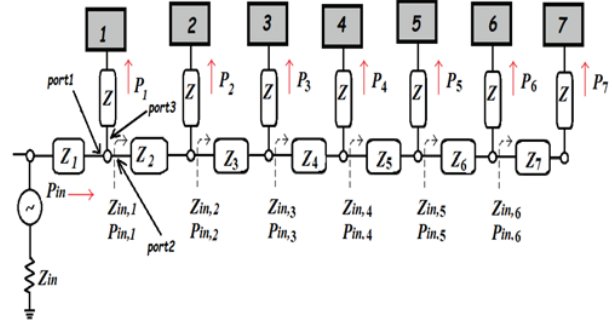 1 2 3 4 5 6 7
port1 Z P1 Z P2 Z P3 Z P4 Z P5 Z P6 Z P7
port3
Z1 Z2 Z3 Z4 Z5 Z6 Z7
Pin
~
Zin,1 Zin,2 Zin,3 Zin,4 Zin,5 Zin,6
Pin,1 Pin,2 Pin,3 Pin.4 Pin.5 Pin.6
port2
Zin